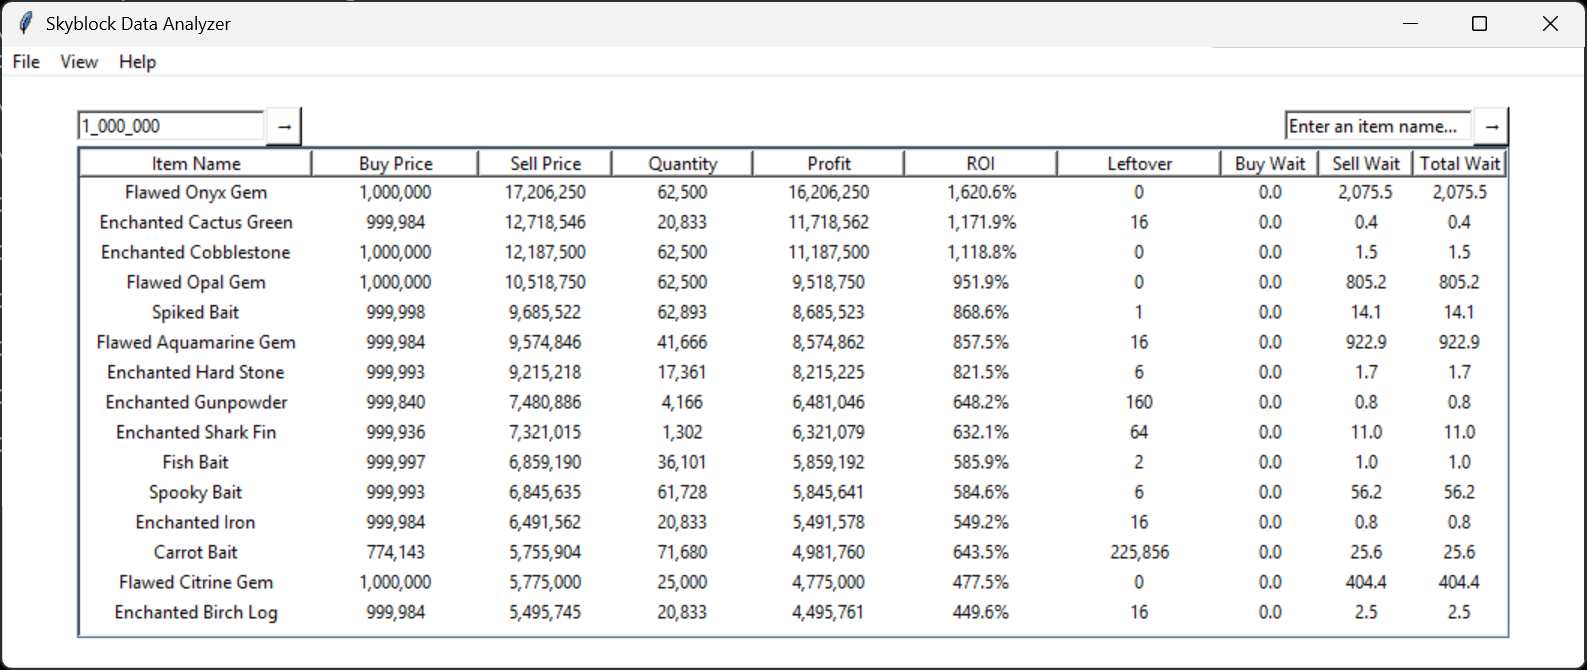 Skyblock Data Analyzer
File View Help
1_000_000 → Enter an item name... →
Item Name Buy Price Sell Price Quantity Profit ROI Leftover Buy Wait Sell Wait Total Wait
Flawed Onyx Gem 1,000,000 17,206,250 62,500 16,206,250 1,620.6% 0 0.0 2,075.5 2,075.5
Enchanted Cactus Green 999,984 12,718,546 20,833 11,718,562 1,171.9% 16 0.0 0.4 0.4
Enchanted Cobblestone 1,000,000 12,187,500 62,500 11,187,500 1,118.8% 0 0.0 1.5 1.5
Flawed Opal Gem 1,000,000 10,518,750 62,500 9,518,750 951.9% 0 0.0 805.2 805.2
Spiked Bait 999,998 9,685,522 62,893 8,685,523 868.6% 1 0.0 14.1 14.1
Flawed Aquamarine Gem 999,984 9,574,846 41,666 8,574,862 857.5% 16 0.0 922.9 922.9
Enchanted Hard Stone 999,993 9,215,218 17,361 8,215,225 821.5% 6 0.0 1.7 1.7
Enchanted Gunpowder 999,840 7,480,886 4,166 6,481,046 648.2% 160 0.0 0.8 0.8
Enchanted Shark Fin 999,936 7,321,015 1,302 6,321,079 632.1% 64 0.0 11.0 11.0
Fish Bait 999,997 6,859,190 36,101 5,859,192 585.9% 2 0.0 1.0 1.0
Spooky Bait 999,993 6,845,635 61,728 5,845,641 584.6% 6 0.0 56.2 56.2
Enchanted Iron 999,984 6,491,562 20,833 5,491,578 549.2% 16 0.0 0.8 0.8
Carrot Bait 774,143 5,755,904 71,680 4,981,760 643.5% 225,856 0.0 25.6 25.6
Flawed Citrine Gem 1,000,000 5,775,000 25,000 4,775,000 477.5% 0 0.0 404.4 404.4
Enchanted Birch Log 999,984 5,495,745 20,833 4,495,761 449.6% 16 0.0 2.5 2.5